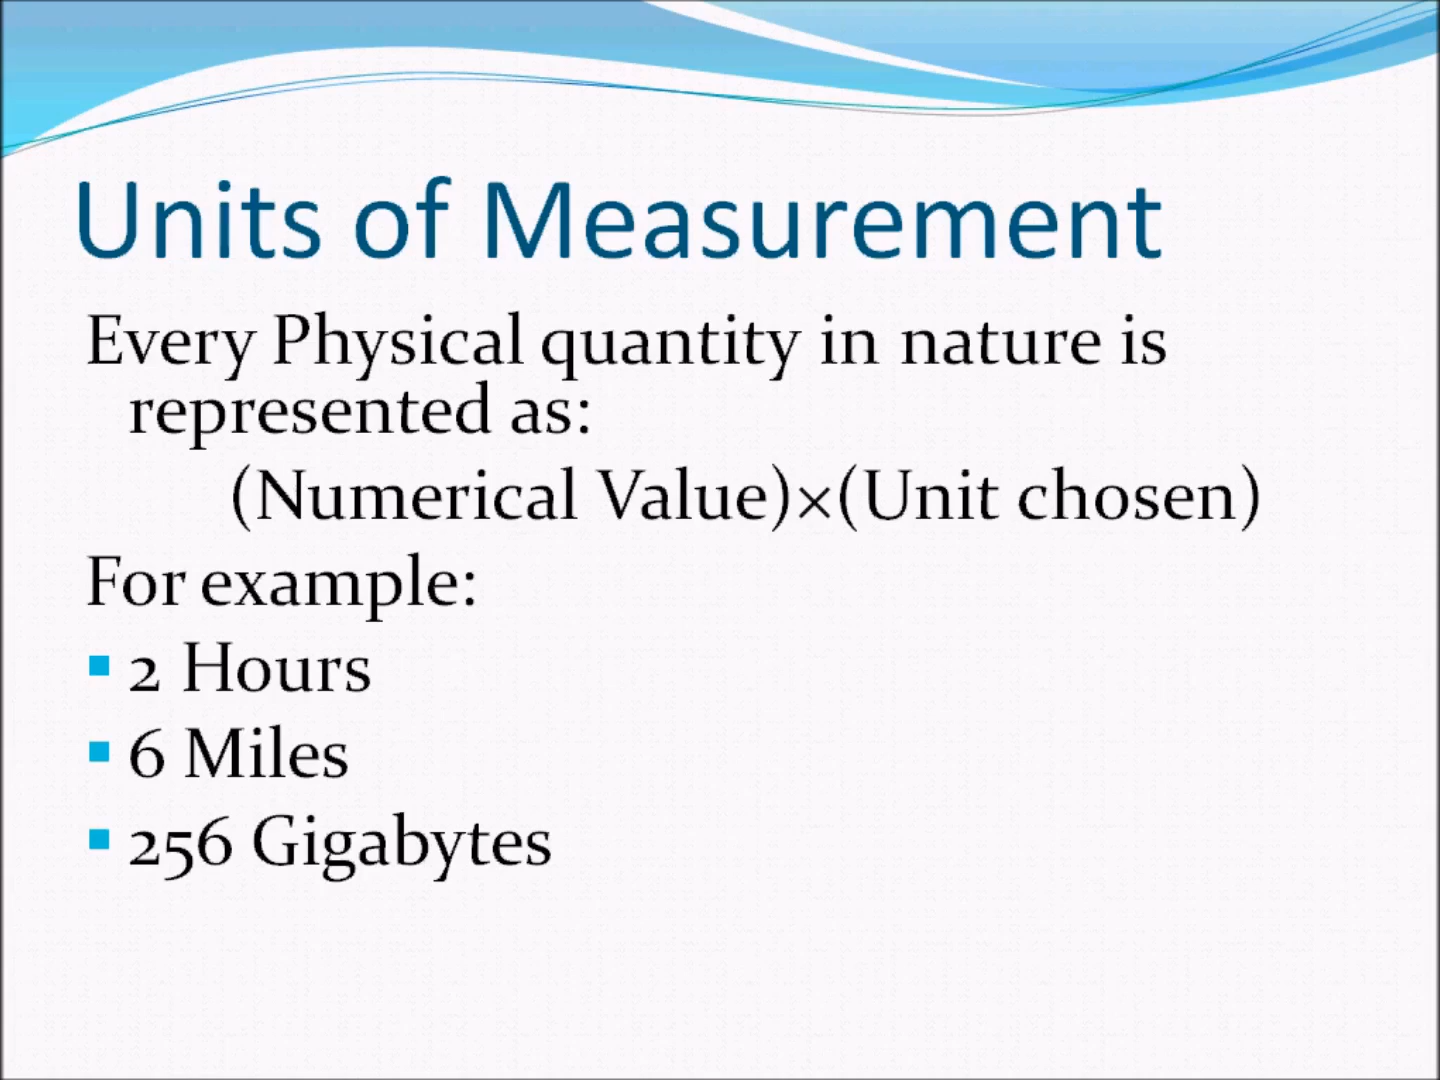 Units of Measurement
Every Physical quantity in nature is
represented as:
(Numerical Value)×(Unit chosen)
For example:
▪ 2 Hours
▪ 6 Miles
▪ 256 Gigabytes